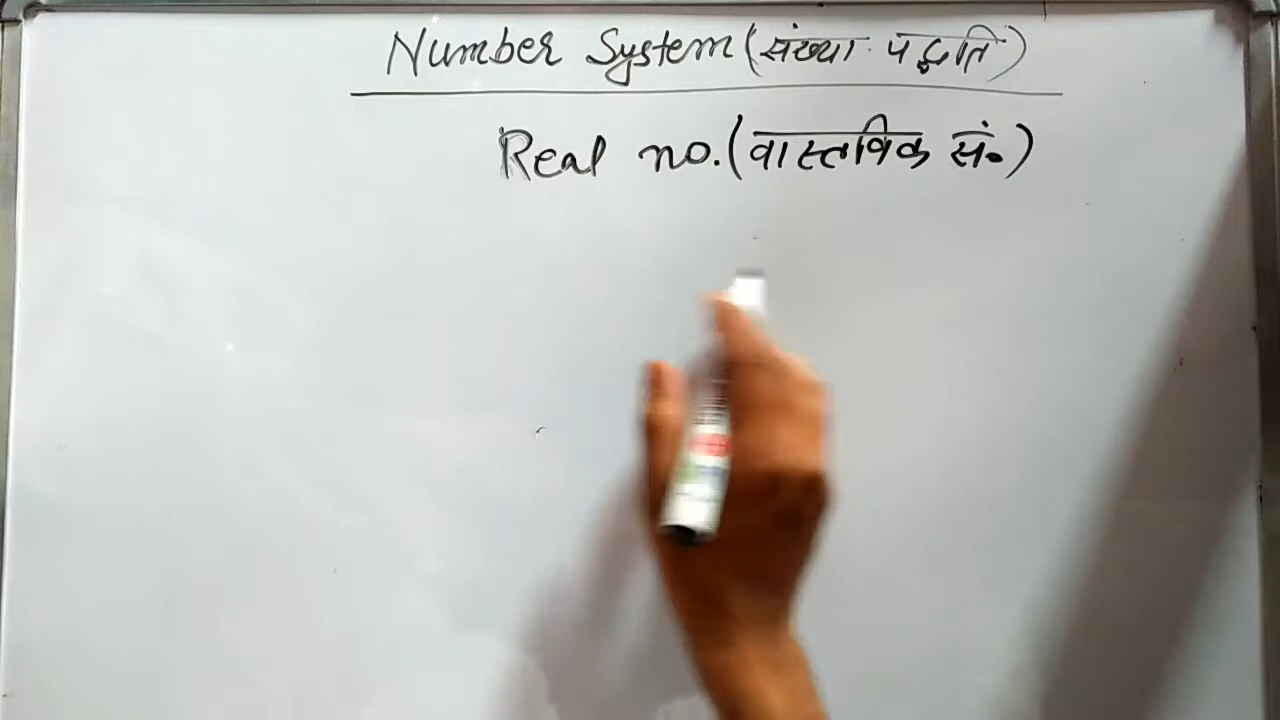 Number System (संख्या पद्धति)
Real no. (वास्तविक सं०)